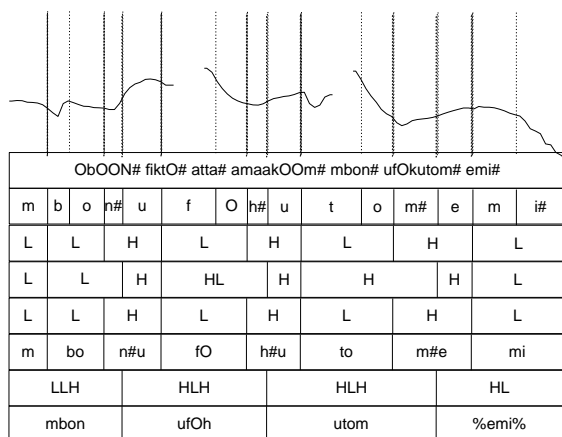 ObOON# fiktO# atta# amaakOOm# mbon# ufOkutom# emi#
m b o n# u f O h# u t o m# e m i#
L L H L H L H L
L L H HL H H H L
L L H L H L H L
m bo n#u fO h#u to m#e mi
LLH HLH HLH HL
mbon ufOh utom %emi%